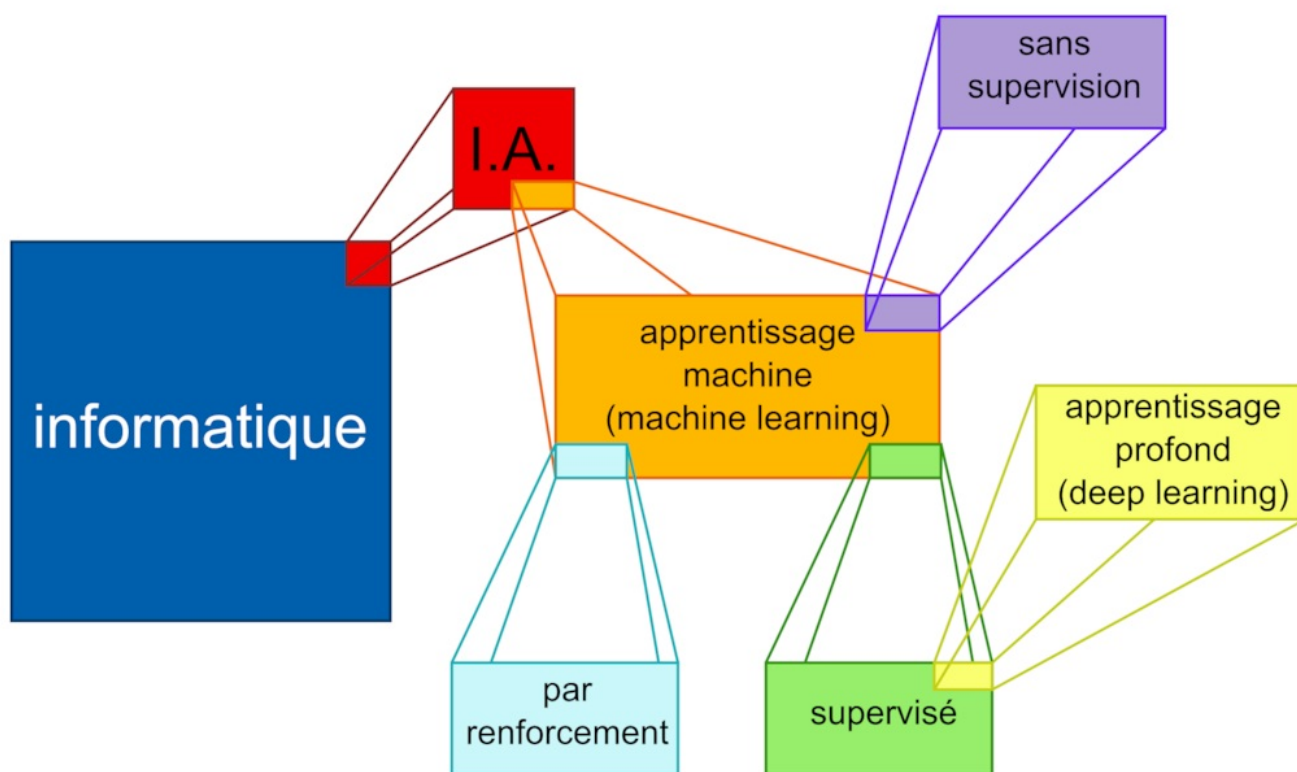 sans
supervision
I.A.
informatique
apprentissage
machine
(machine learning)
apprentissage
profond
(deep learning)
par
renforcement
supervisé